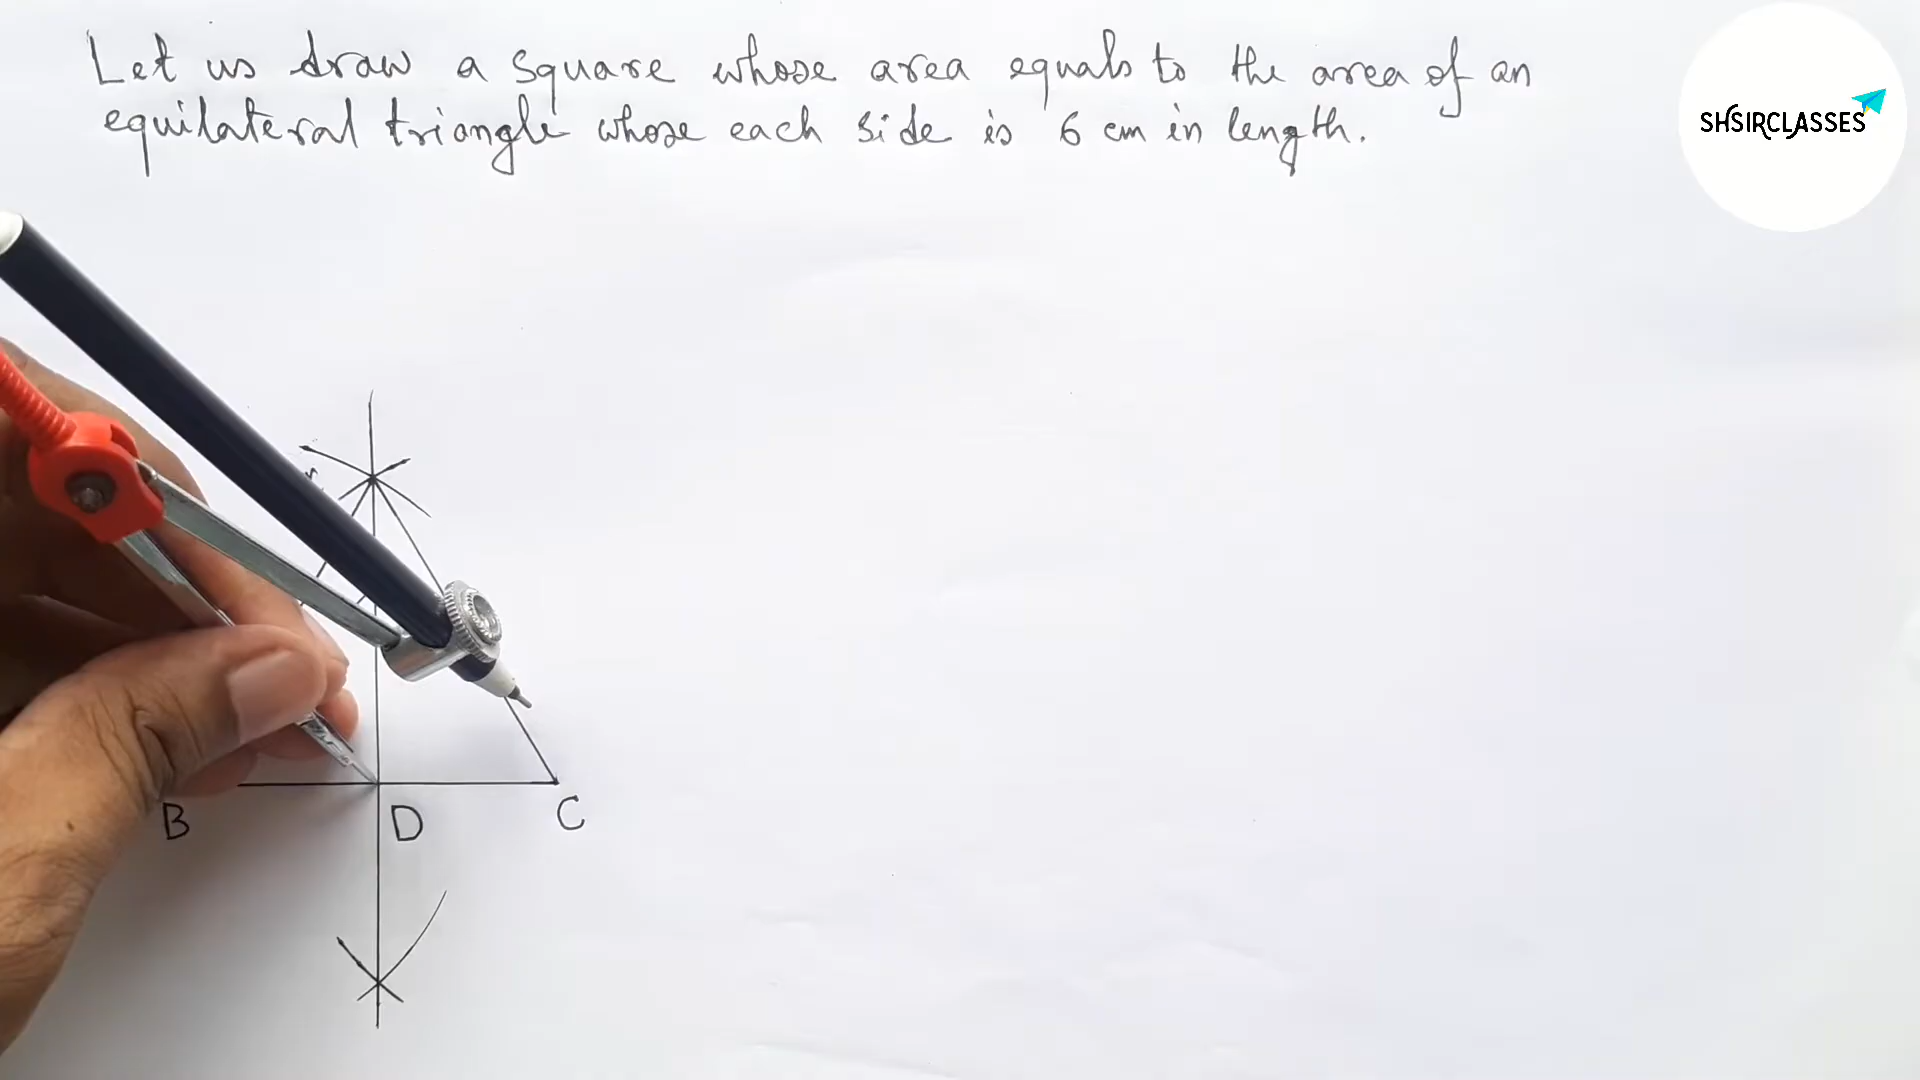 Let us draw a square whose area equals to the area of an
equilateral triangle whose each side is 6 cm in length.
SHSIRCLASSES
B D C